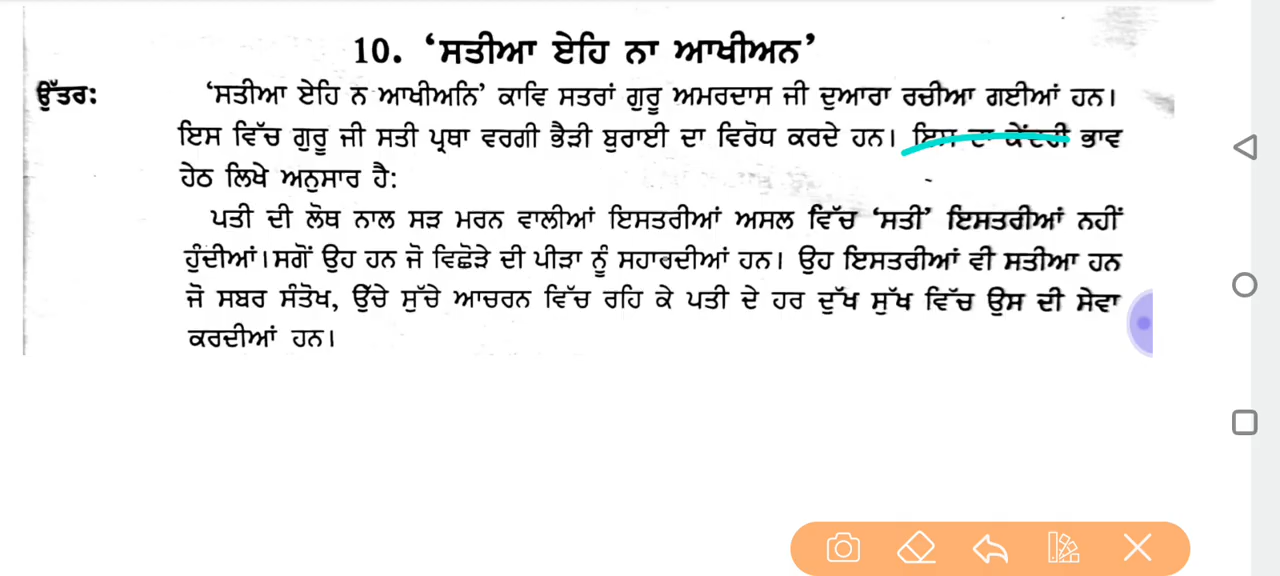 10. ‘ਸਤੀਆ ਏਹਿ ਨਾ ਆਖੀਅਨ’
ਉੱਤਰ: ‘ਸਤੀਆ ਏਹਿ ਨ ਆਖੀਅਨਿ’ ਕਾਵਿ ਸਤਰਾਂ ਗੁਰੂ ਅਮਰਦਾਸ ਜੀ ਦੁਆਰਾ ਰਚੀਆ ਗਈਆਂ ਹਨ।
ਇਸ ਵਿੱਚ ਗੁਰੂ ਜੀ ਸਤੀ ਪ੍ਰਥਾ ਵਰਗੀ ਭੈੜੀ ਬੁਰਾਈ ਦਾ ਵਿਰੋਧ ਕਰਦੇ ਹਨ। ਇਸ ਦਾ ਕੇਂਦਰੀ ਭਾਵ
ਹੇਠ ਲਿਖੇ ਅਨੁਸਾਰ ਹੈ:
ਪਤੀ ਦੀ ਲੋਥ ਨਾਲ ਸੜ ਮਰਨ ਵਾਲੀਆਂ ਇਸਤਰੀਆਂ ਅਸਲ ਵਿੱਚ ‘ਸਤੀ’ ਇਸਤਰੀਆਂ ਨਹੀਂ
ਹੁੰਦੀਆਂ। ਸਗੋਂ ਉਹ ਹਨ ਜੋ ਵਿਛੋੜੇ ਦੀ ਪੀੜਾ ਨੂੰ ਸਹਾਰਦੀਆਂ ਹਨ। ਉਹ ਇਸਤਰੀਆਂ ਵੀ ਸਤੀਆ ਹਨ
ਜੋ ਸਬਰ ਸੰਤੋਖ, ਉੱਚੇ ਸੁੱਚੇ ਆਚਰਨ ਵਿੱਚ ਰਹਿ ਕੇ ਪਤੀ ਦੇ ਹਰ ਦੁੱਖ ਸੁੱਖ ਵਿੱਚ ਉਸ ਦੀ ਸੇਵਾ
ਕਰਦੀਆਂ ਹਨ।